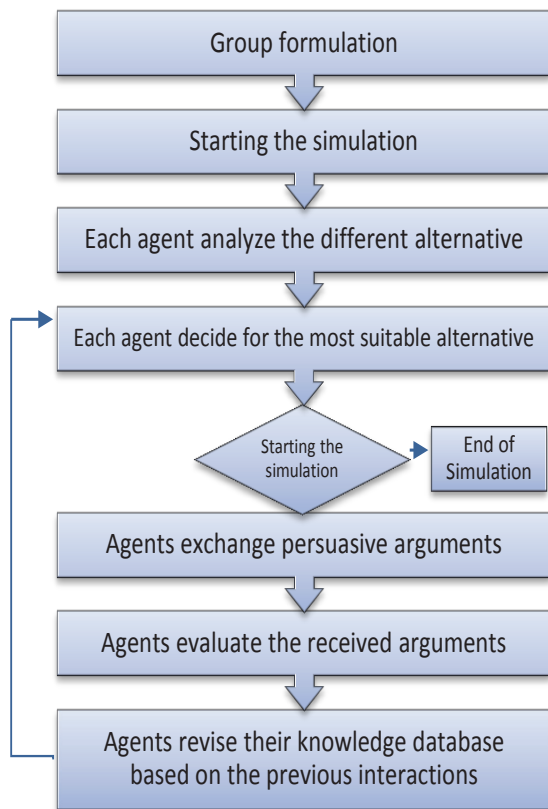 Group formulation
Starting the simulation
Each agent analyze the different alternative
Each agent decide for the most suitable alternative
Starting the
simulation
End of
Simulation
Agents exchange persuasive arguments
Agents evaluate the received arguments
Agents revise their knowledge database
based on the previous interactions